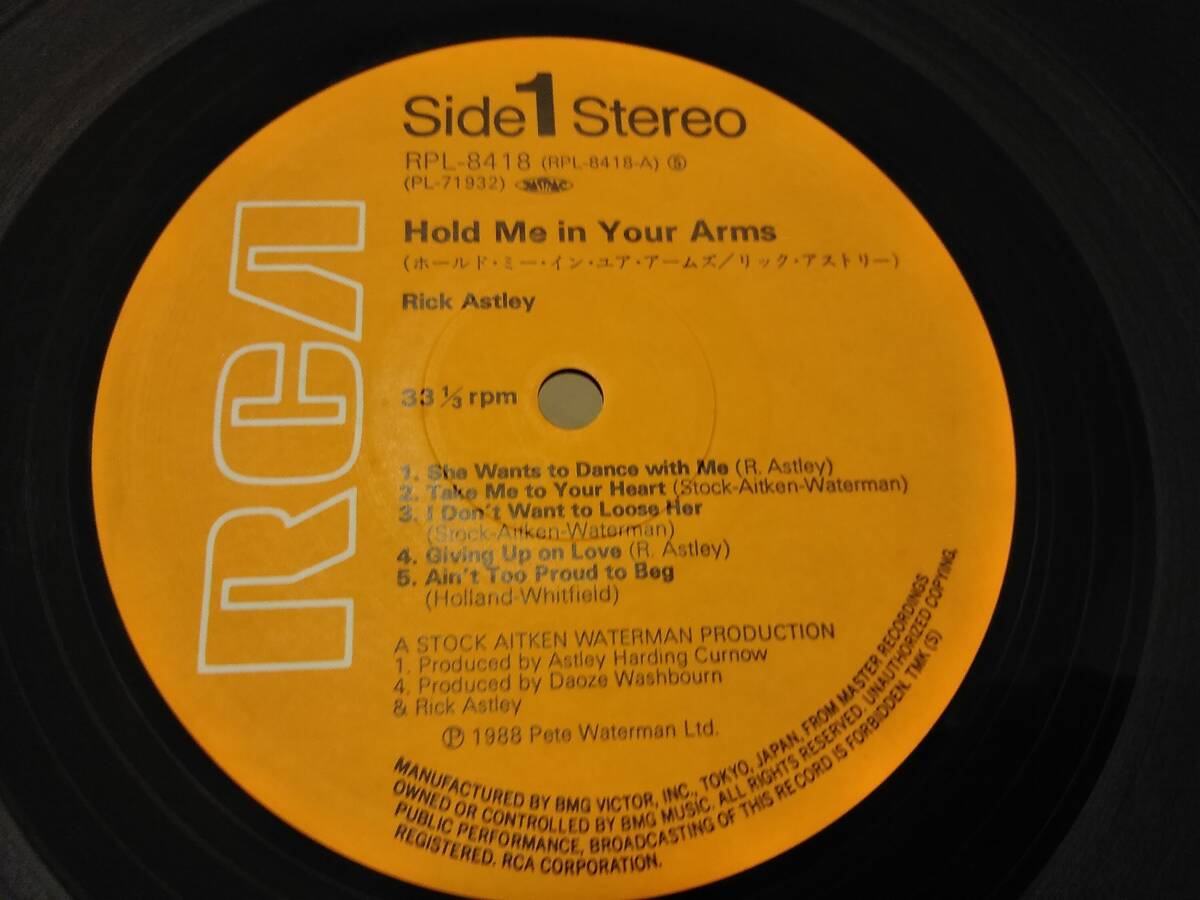 Side 1 Stereo
RPL-8418 (RPL-8418-A) Ⓢ
(PL-71932)
Hold Me in Your Arms
(ホールド・ミー・イン・ユア・アームズ/リック・アストリー)
Rick Astley
33 1/3 rpm
RCA
1. She Wants to Dance with Me (R. Astley)
2. Take Me to Your Heart (Stock-Aitken-Waterman)
3. I Don't Want to Loose Her
(Stock-Aitken-Waterman)
4. Giving Up on Love (R. Astley)
5. Ain't Too Proud to Beg
(Holland-Whitfield)
A STOCK AITKEN WATERMAN PRODUCTION
1. Produced by Astley Harding Curnow
4. Produced by Daoze Washbourn
& Rick Astley
Ⓟ 1988 Pete Waterman Ltd.
MANUFACTURED BY BMG VICTOR, INC., TOKYO, JAPAN, FROM MASTER RECORDINGS
OWNED OR CONTROLLED BY BMG MUSIC. ALL RIGHTS RESERVED. UNAUTHORIZED COPYING,
PUBLIC PERFORMANCE, BROADCASTING OF THIS RECORD IS FORBIDDEN. TMK (S)
REGISTERED. RCA CORPORATION.